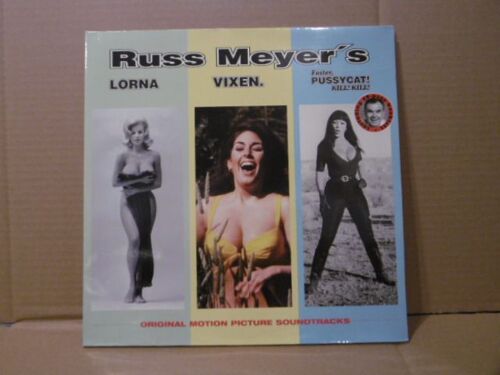 Russ Meyer´s
LORNA
VIXEN.
Faster,
PUSSYCAT!
KILL! KILL!
ORIGINAL MOTION PICTURE SOUNDTRACKS